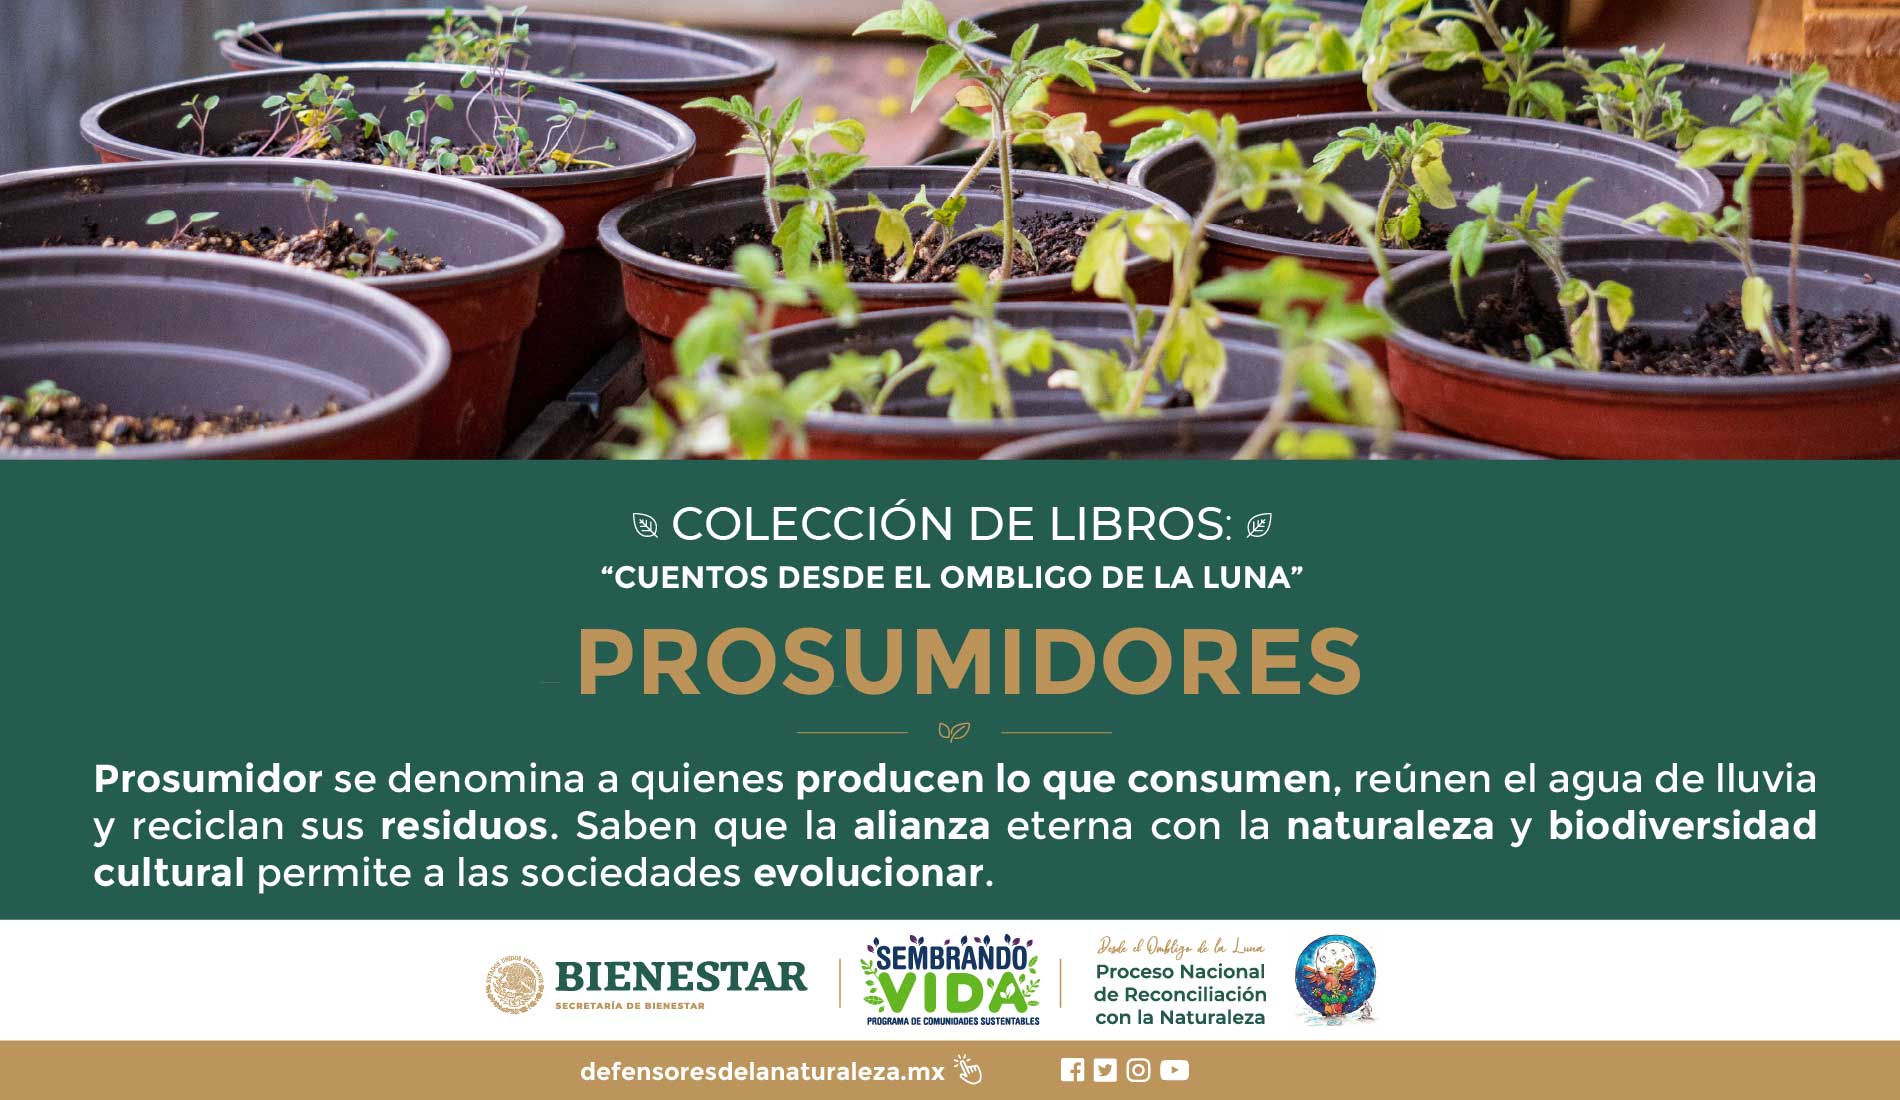 COLECCIÓN DE LIBROS:
“CUENTOS DESDE EL OMBLIGO DE LA LUNA”
PROSUMIDORES
Prosumidor se denomina a quienes producen lo que consumen, reúnen el agua de lluvia
y reciclan sus residuos. Saben que la alianza eterna con la naturaleza y biodiversidad
cultural permite a las sociedades evolucionar.
ESTADOS UNIDOS MEXICANOS
BIENESTAR
SECRETARÍA DE BIENESTAR
SEMBRANDO
VIDA
PROGRAMA DE COMUNIDADES SUSTENTABLES
Desde el Ombligo de la Luna
Proceso Nacional
de Reconciliación
con la Naturaleza
defensoresdelanaturaleza.mx